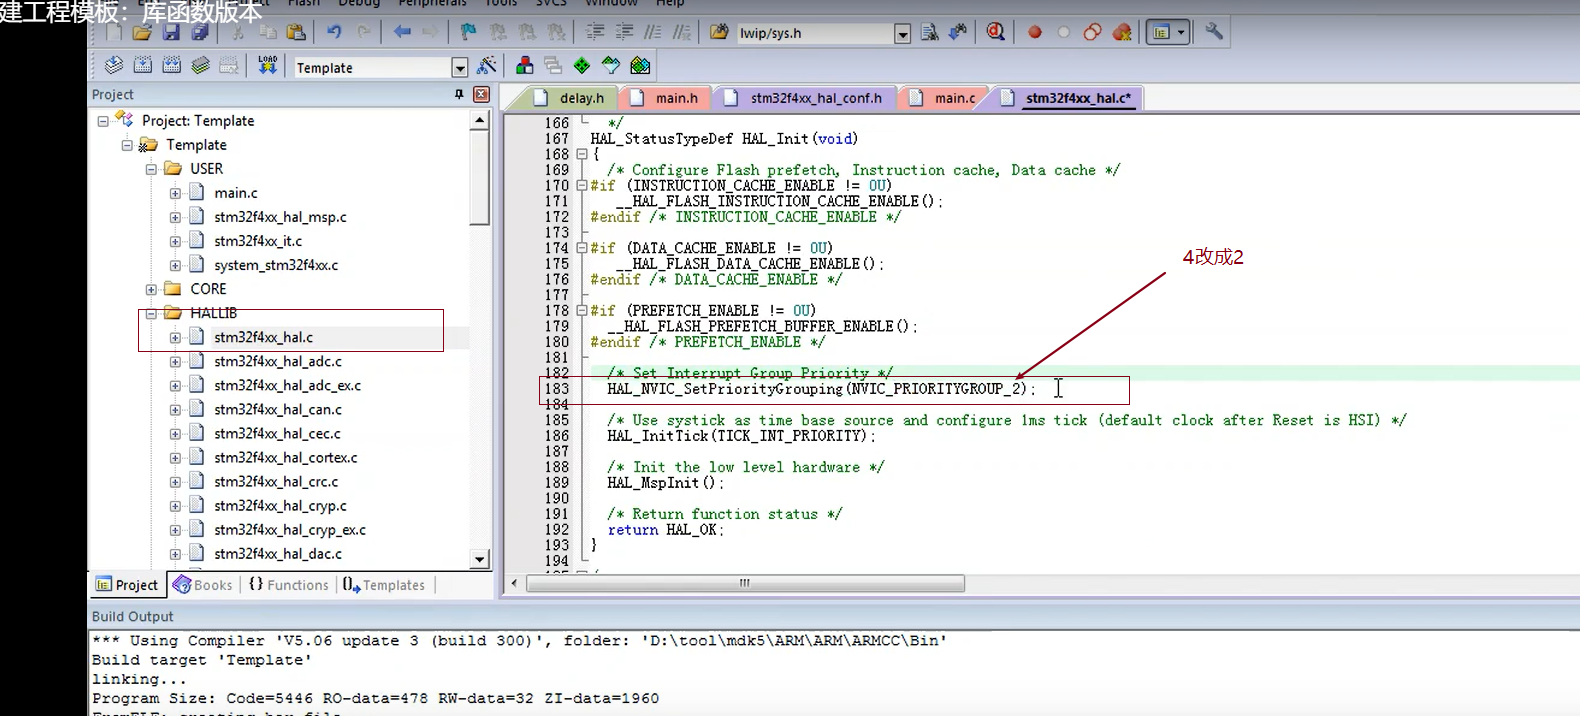 建工程模板：库函数版本
Flash Debug Peripherals Tools SVCS Window Help
lwip/sys.h
LOAD Template
Project
delay.h main.h stm32f4xx_hal_conf.h main.c stm32f4xx_hal.c*
Project: Template
Template
USER
main.c
stm32f4xx_hal_msp.c
stm32f4xx_it.c
system_stm32f4xx.c
CORE
HALLIB
stm32f4xx_hal.c
stm32f4xx_hal_adc.c
stm32f4xx_hal_adc_ex.c
stm32f4xx_hal_can.c
stm32f4xx_hal_cec.c
stm32f4xx_hal_cortex.c
stm32f4xx_hal_crc.c
stm32f4xx_hal_cryp.c
stm32f4xx_hal_cryp_ex.c
stm32f4xx_hal_dac.c
Project Books {} Functions Templates
166 */
167 HAL_StatusTypeDef HAL_Init(void)
168 {
169 /* Configure Flash prefetch, Instruction cache, Data cache */
170 #if (INSTRUCTION_CACHE_ENABLE != 0U)
171 __HAL_FLASH_INSTRUCTION_CACHE_ENABLE();
172 #endif /* INSTRUCTION_CACHE_ENABLE */
173
174 #if (DATA_CACHE_ENABLE != 0U)
175 __HAL_FLASH_DATA_CACHE_ENABLE();
176 #endif /* DATA_CACHE_ENABLE */
177
178 #if (PREFETCH_ENABLE != 0U)
179 __HAL_FLASH_PREFETCH_BUFFER_ENABLE();
180 #endif /* PREFETCH_ENABLE */
181
182 /* Set Interrupt Group Priority */
183 HAL_NVIC_SetPriorityGrouping(NVIC_PRIORITYGROUP_2);
184
185 /* Use systick as time base source and configure 1ms tick (default clock after Reset is HSI) */
186 HAL_InitTick(TICK_INT_PRIORITY);
187
188 /* Init the low level hardware */
189 HAL_MspInit();
190
191 /* Return function status */
192 return HAL_OK;
193 }
194
4改成2
Build Output
*** Using Compiler 'V5.06 update 3 (build 300)', folder: 'D:\tool\mdk5\ARM\ARM\ARMCC\Bin'
Build target 'Template'
linking...
Program Size: Code=5446 RO-data=478 RW-data=32 ZI-data=1960